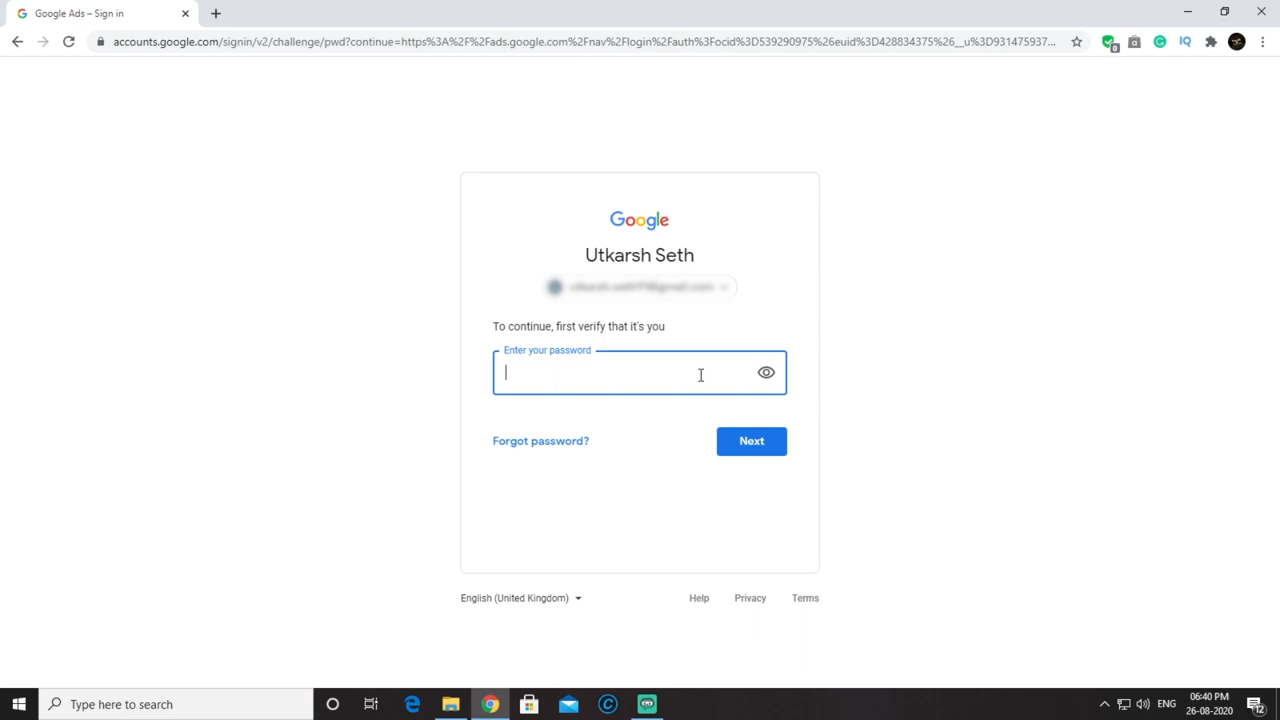 Google Ads – Sign in
accounts.google.com/signin/v2/challenge/pwd?continue=https%3A%2F%2Fads.google.com%2Fnav%2Flogin%2Fauth%3Focid%3D539290975%26euid%3D428834375%26__u%3D931475937...
IQ
Google
Utkarsh Seth
To continue, first verify that it's you
Enter your password
Forgot password?
Next
English (United Kingdom)
Help
Privacy
Terms
Type here to search
ENG
06:40 PM
26-08-2020
12